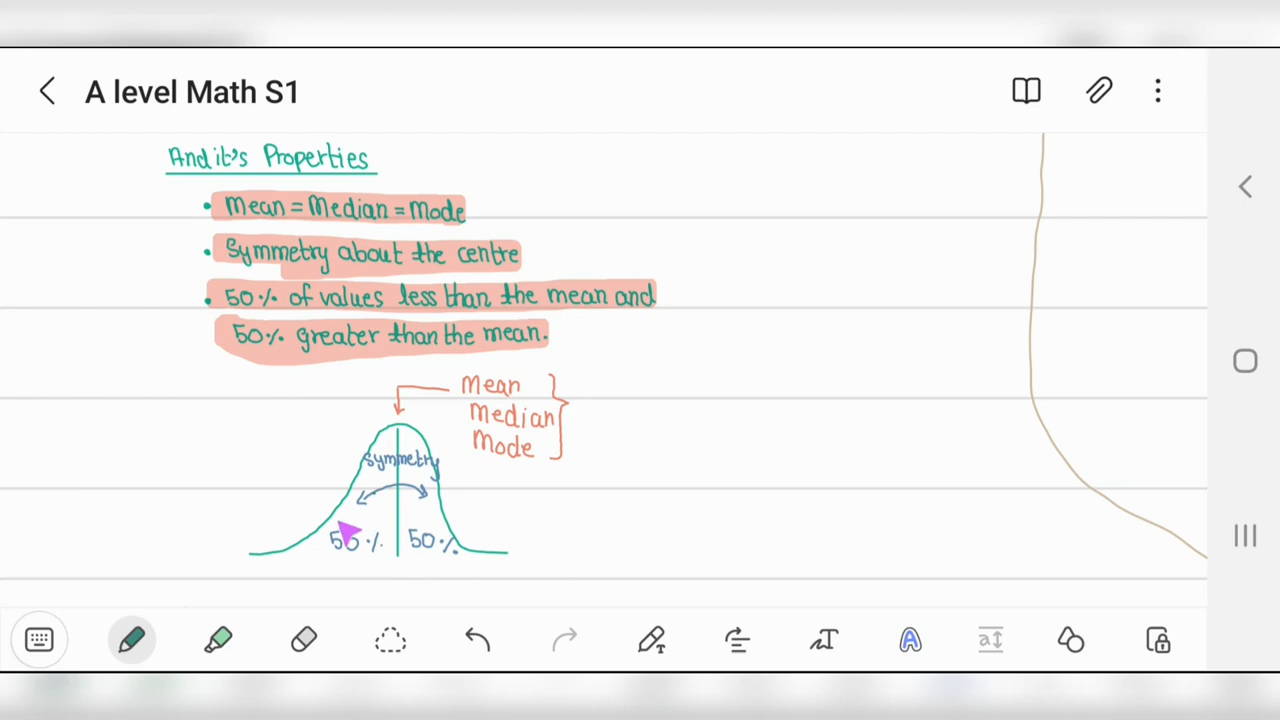 A level Math S1
And it's Properties
• Mean = Median = Mode
• Symmetry about the centre
• 50% of values less than the mean and
50% greater than the mean.
Mean
Median
Mode
Symmetry
50% 50%